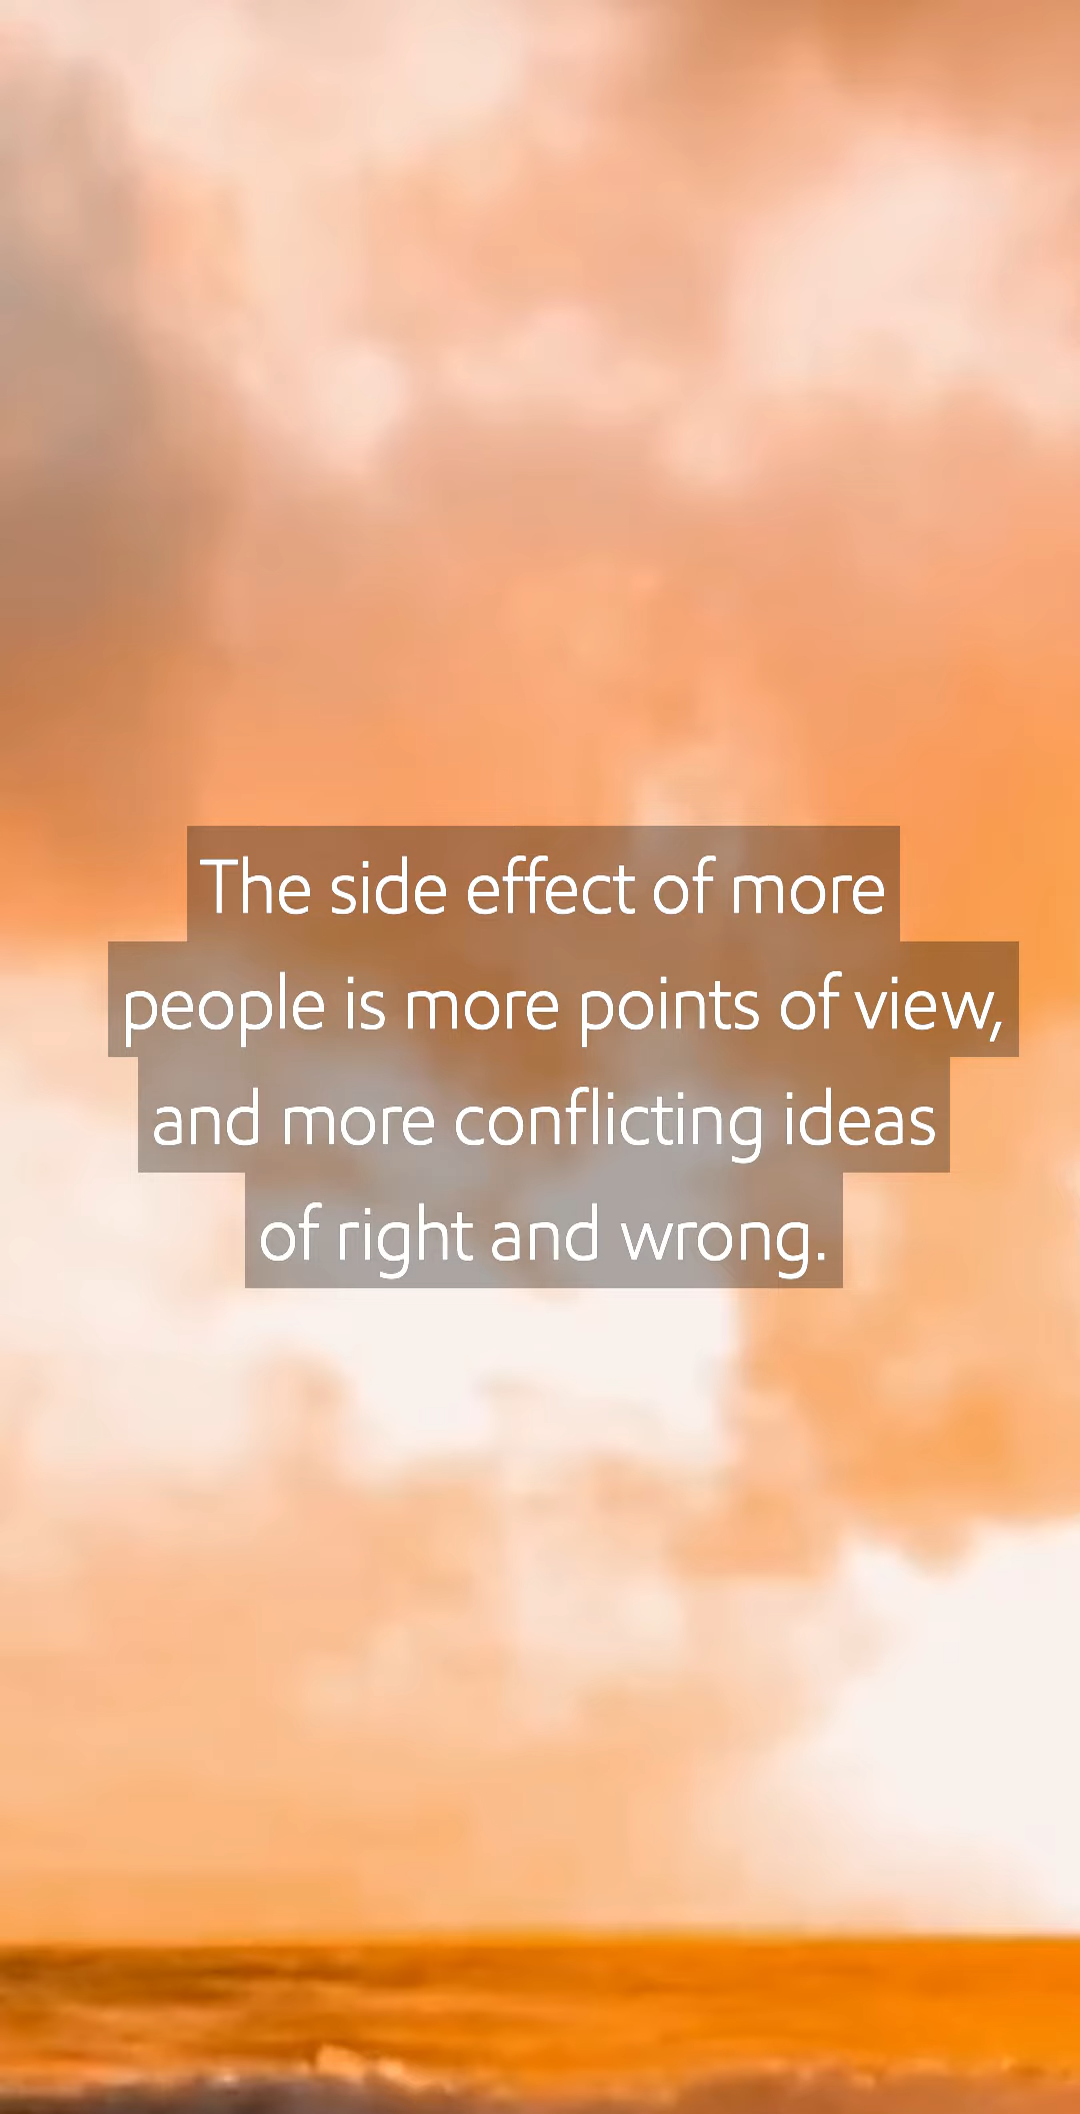 The side effect of more
people is more points of view,
and more conflicting ideas
of right and wrong.